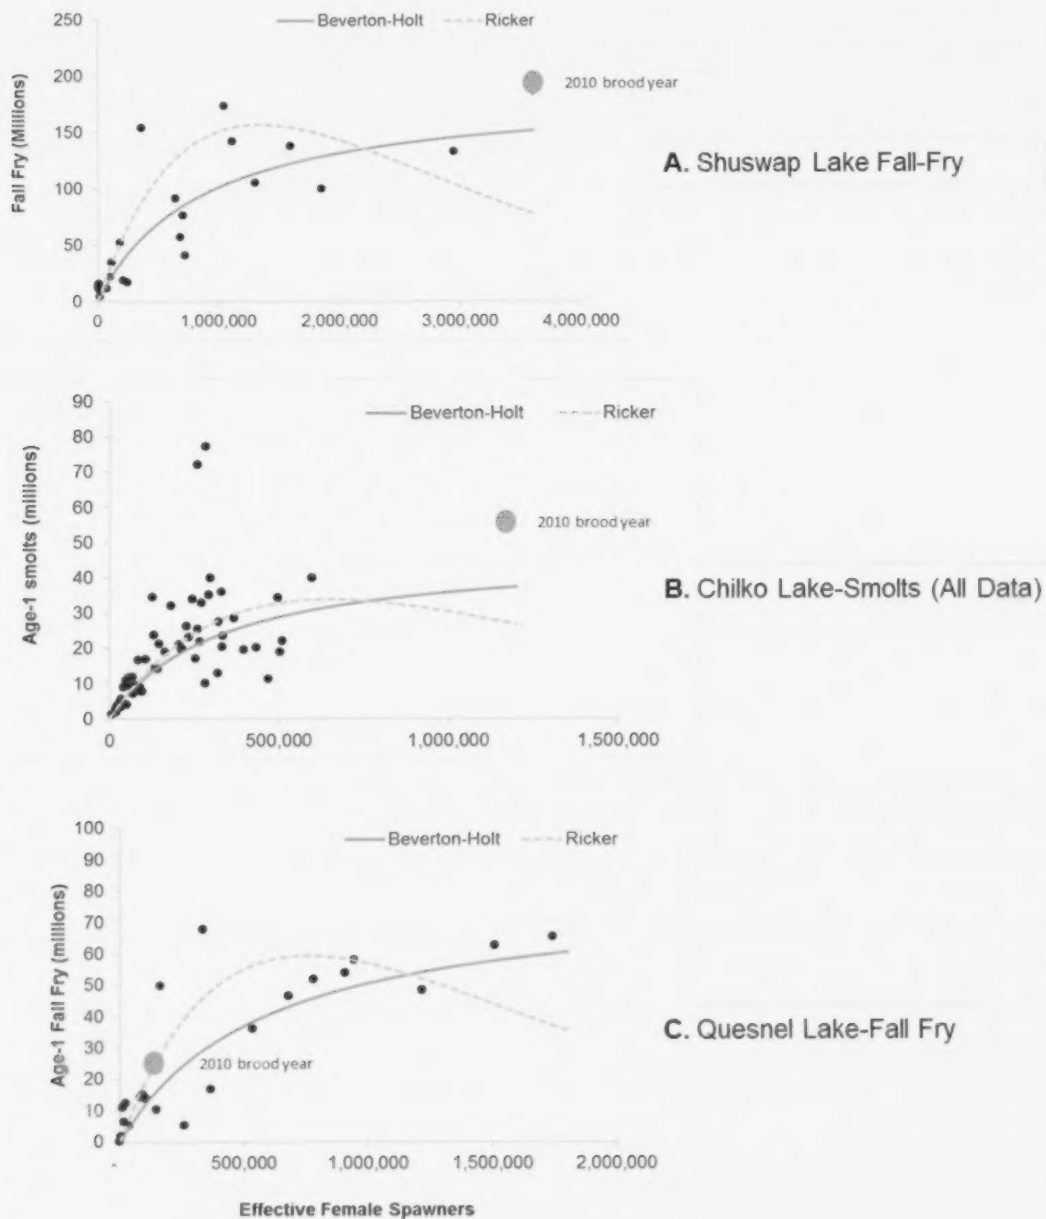 Beverton-Holt Ricker
250
200
150
100
50
0
Fall Fry (Millions)
2010 brood year
0 1,000,000 2,000,000 3,000,000 4,000,000
A. Shuswap Lake Fall-Fry
Beverton-Holt Ricker
90
80
70
60
50
40
30
20
10
0
Age-1 smolts (millions)
2010 brood year
0 500,000 1,000,000 1,500,000
B. Chilko Lake-Smolts (All Data)
Beverton-Holt Ricker
100
90
80
70
60
50
40
30
20
10
0
Age-1 Fall Fry (millions)
2010 brood year
- 500,000 1,000,000 1,500,000 2,000,000
C. Quesnel Lake-Fall Fry
Effective Female Spawners